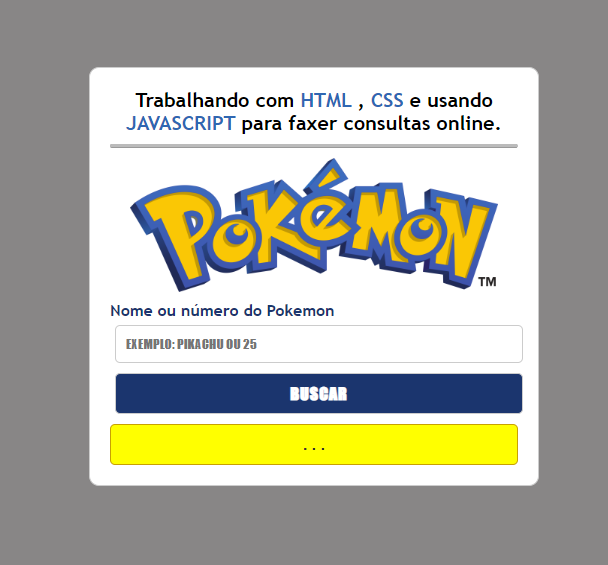 Trabalhando com HTML , CSS e usando
JAVASCRIPT para faxer consultas online.
POKéMON
TM
Nome ou número do Pokemon
EXEMPLO: PIKACHU OU 25
BUSCAR
. . .